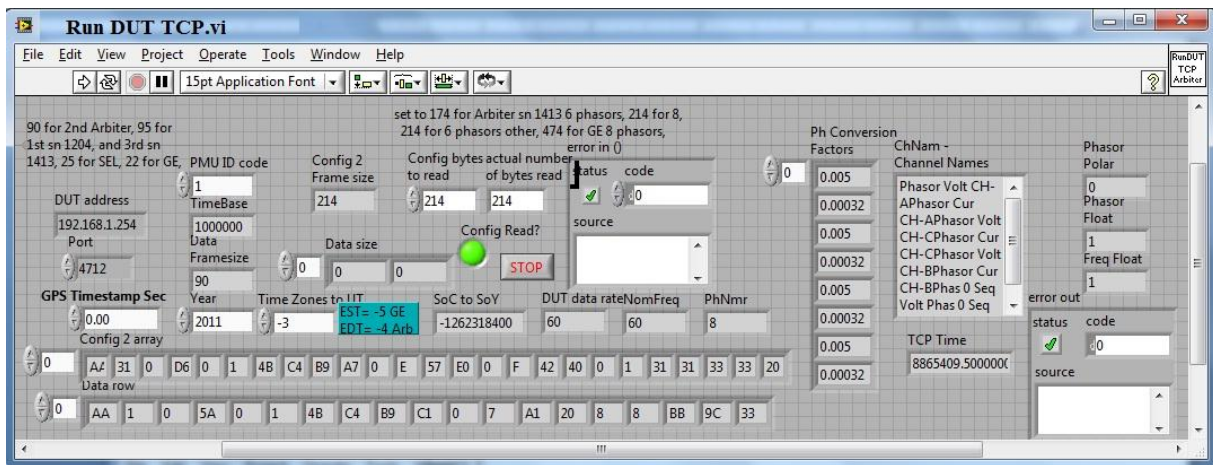 Run DUT TCP.vi
File Edit View Project Operate Tools Window Help
15pt Application Font
RunDUT
TCP
Arbiter
set to 174 for Arbiter sn 1413 6 phasors, 214 for 8,
214 for 6 phasors other, 474 for GE 8 phasors,
90 for 2nd Arbiter, 95 for
1st sn 1204, and 3rd sn
1413, 25 for SEL, 22 for GE,
PMU ID code
1
Config 2
Frame size
214
Config bytes
to read
214
actual number
of bytes read
214
error in ()
status code
0
source
DUT address
192.168.1.254
Port
4712
TimeBase
1000000
Data
Framesize
90
Data size
0 0 0
Config Read?
STOP
GPS Timestamp Sec
0.00
Year
2011
Time Zones to UT
-3
EST= -5 GE
EDT= -4 Arb
SoC to SoY
-1262318400
DUT data rate
60
NomFreq
60
PhNmr
8
Config 2 array
0 AA 31 0 D6 0 1 4B C4 B9 A7 0 E 57 E0 0 F 42 40 0 1 31 31 33 33 20
Data row
0 AA 1 0 5A 0 1 4B C4 B9 C1 0 7 A1 20 8 8 BB 9C 33
Ph Conversion
Factors
0
0.005
0.00032
0.005
0.00032
0.005
0.00032
0.005
0.00032
ChNam -
Channel Names
Phasor Volt CH-
APhasor Cur
CH-APhasor Volt
CH-CPhasor Cur
CH-CPhasor Volt
CH-BPhasor Cur
CH-BPhas 0 Seq
Volt Phas 0 Seq
TCP Time
8865409.5000000
Phasor
Polar
0
Phasor
Float
1
Freq Float
1
error out
status code
0
source